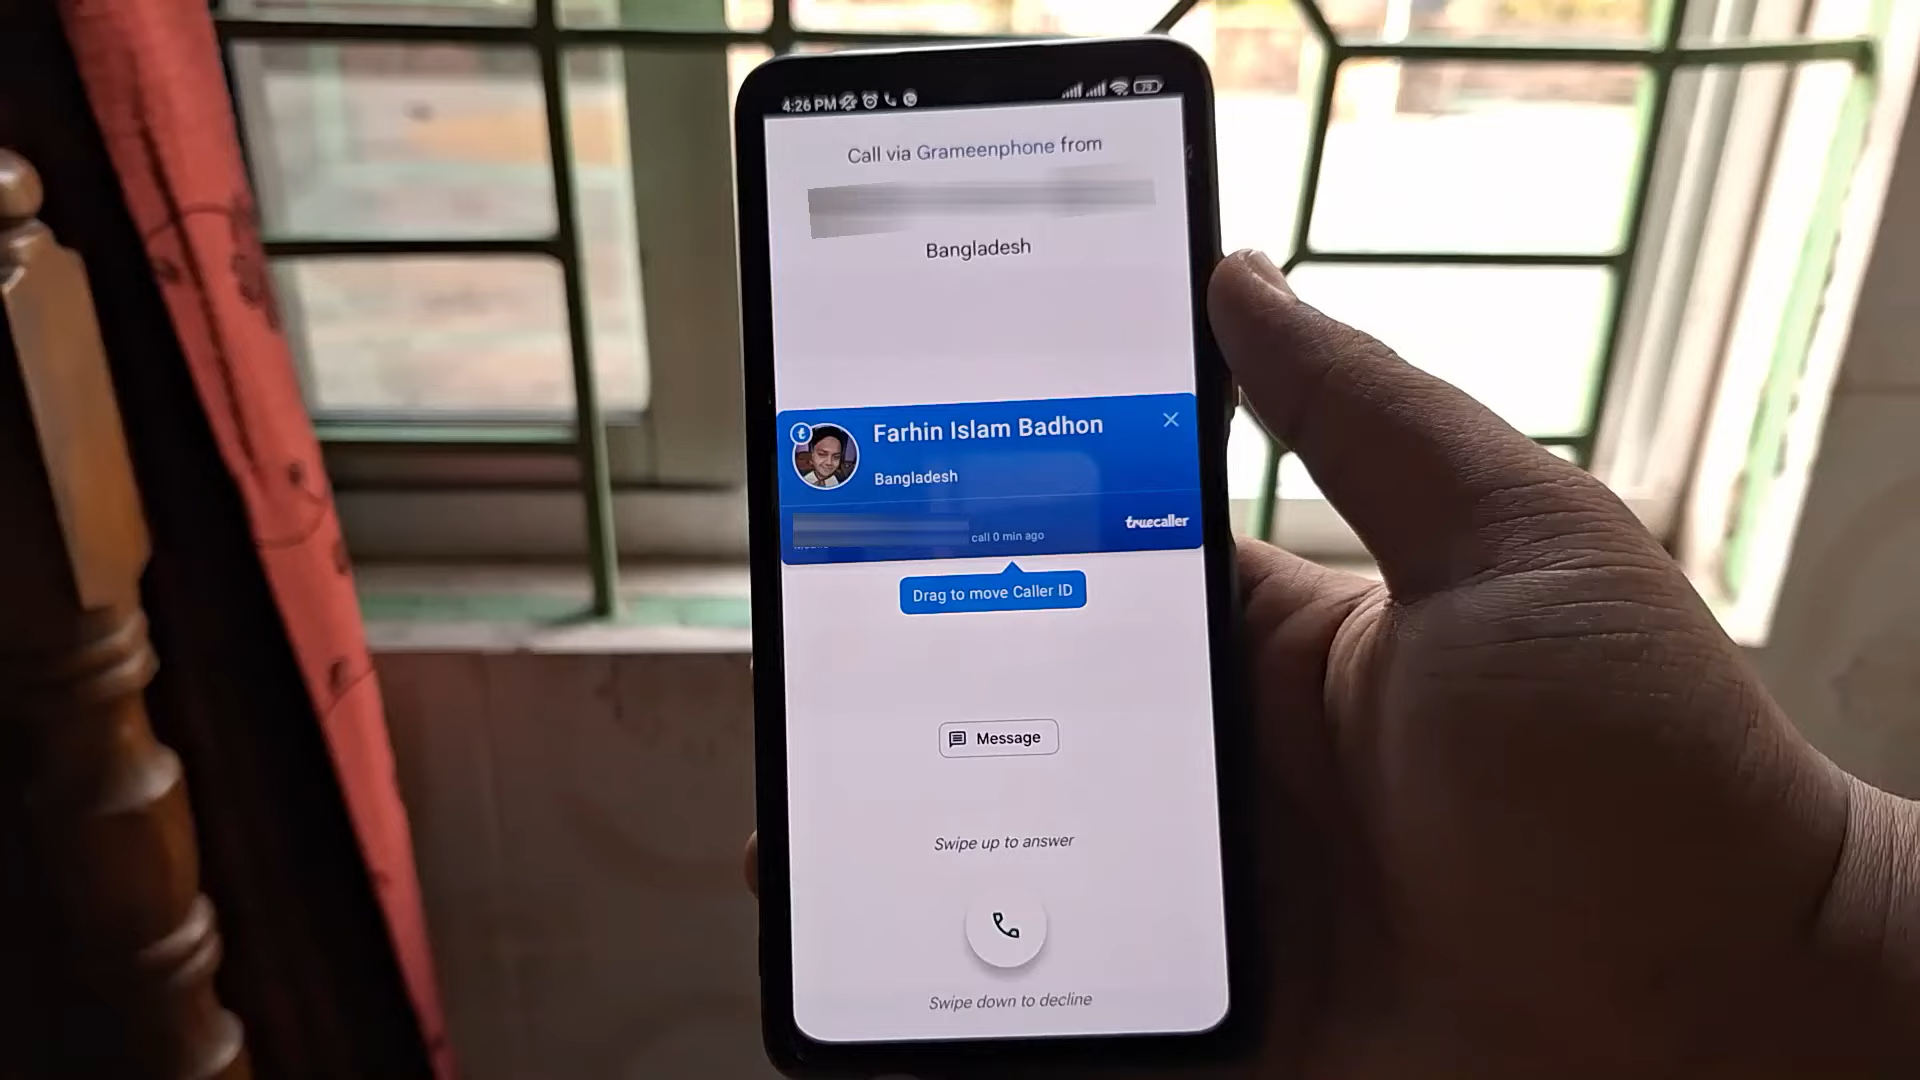 4:26 PM
Call via Grameenphone from
Bangladesh
Farhin Islam Badhon
Bangladesh
call 0 min ago
truecaller
Drag to move Caller ID
Message
Swipe up to answer
Swipe down to decline